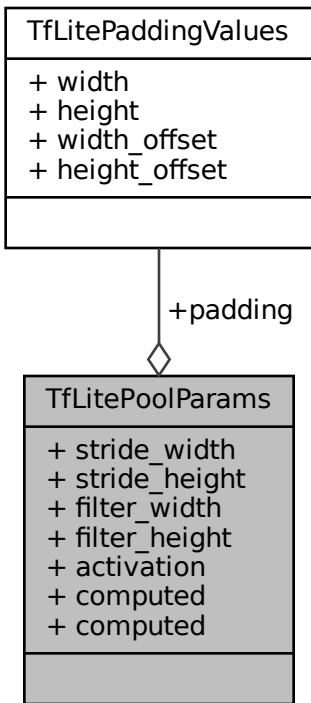 TfLitePaddingValues
+ width
+ height
+ width_offset
+ height_offset
+padding
TfLitePoolParams
+ stride_width
+ stride_height
+ filter_width
+ filter_height
+ activation
+ computed
+ computed